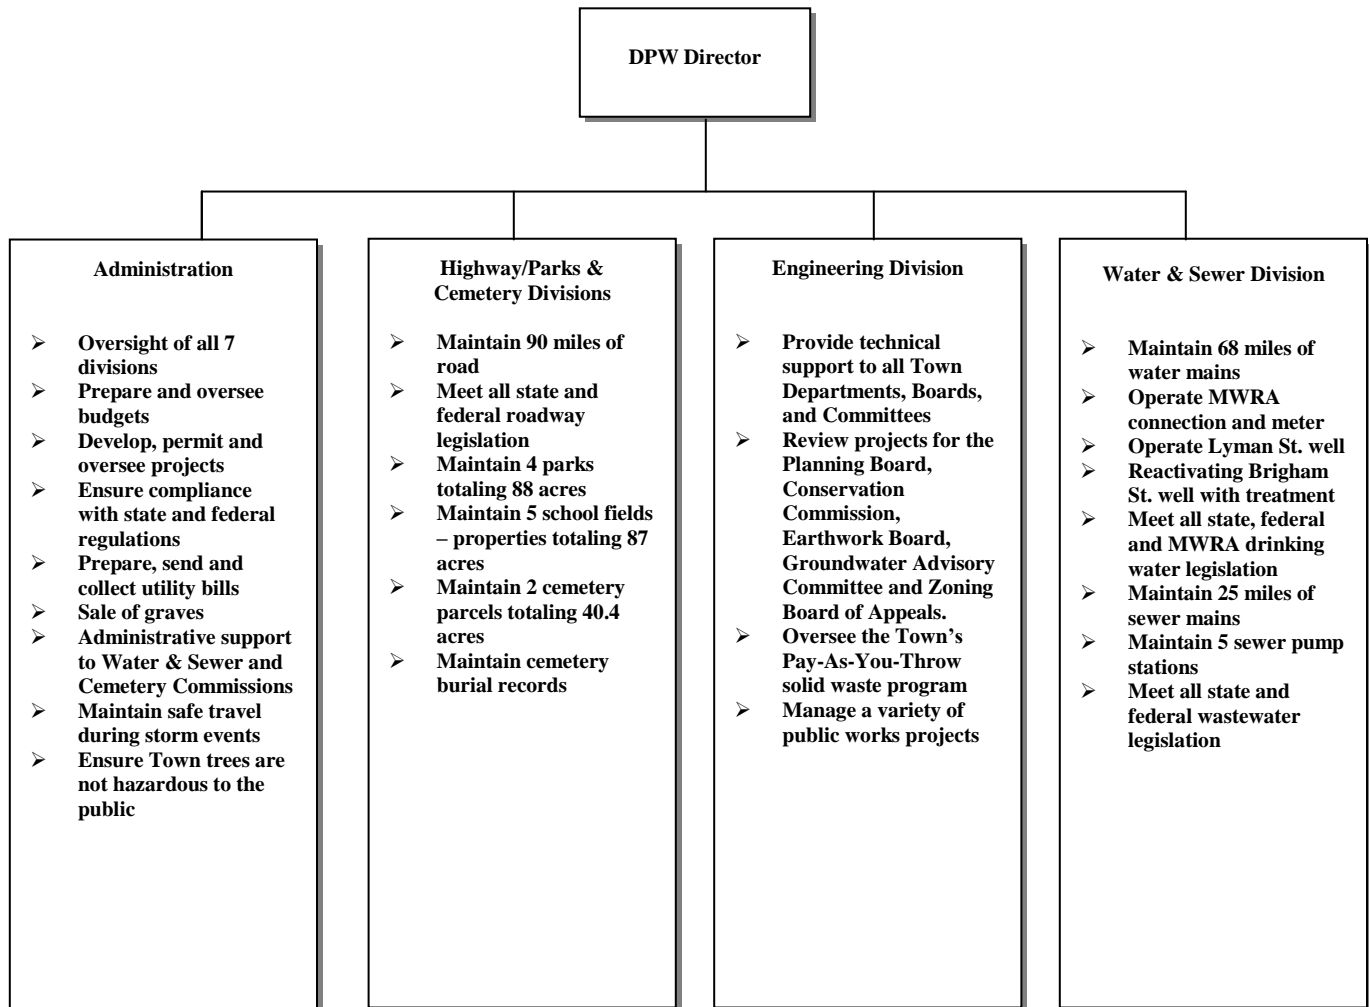 DPW Director
Administration
➢ Oversight of all 7
divisions
➢ Prepare and oversee
budgets
➢ Develop, permit and
oversee projects
➢ Ensure compliance
with state and federal
regulations
➢ Prepare, send and
collect utility bills
➢ Sale of graves
➢ Administrative support
to Water & Sewer and
Cemetery Commissions
➢ Maintain safe travel
during storm events
➢ Ensure Town trees are
not hazardous to the
public
Highway/Parks &
Cemetery Divisions
➢ Maintain 90 miles of
road
➢ Meet all state and
federal roadway
legislation
➢ Maintain 4 parks
totaling 88 acres
➢ Maintain 5 school fields
– properties totaling 87
acres
➢ Maintain 2 cemetery
parcels totaling 40.4
acres
➢ Maintain cemetery
burial records
Engineering Division
➢ Provide technical
support to all Town
Departments, Boards,
and Committees
➢ Review projects for the
Planning Board,
Conservation
Commission,
Earthwork Board,
Groundwater Advisory
Committee and Zoning
Board of Appeals.
➢ Oversee the Town’s
Pay-As-You-Throw
solid waste program
➢ Manage a variety of
public works projects
Water & Sewer Division
➢ Maintain 68 miles of
water mains
➢ Operate MWRA
connection and meter
➢ Operate Lyman St. well
➢ Reactivating Brigham
St. well with treatment
➢ Meet all state, federal
and MWRA drinking
water legislation
➢ Maintain 25 miles of
sewer mains
➢ Maintain 5 sewer pump
stations
➢ Meet all state and
federal wastewater
legislation